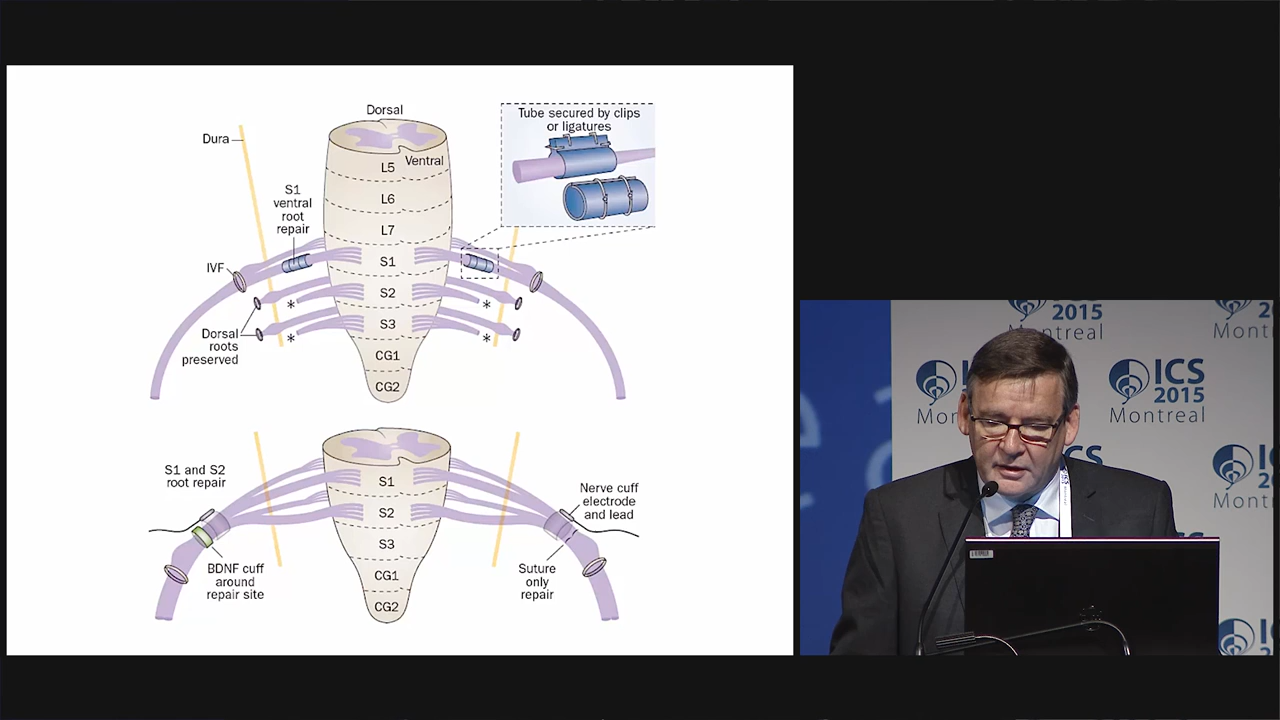 Dorsal
Tube secured by clips
or ligatures
Dura
Ventral
L5
S1
ventral
root
repair
L6
L7
IVF
S1
S2
*
*
Dorsal
roots
preserved
S3
*
*
CG1
CG2
S1 and S2
root repair
S1
Nerve cuff
electrode
and lead
S2
S3
BDNF cuff
around
repair site
Suture
only
repair
CG1
CG2
2015
Montreal
ICS
2015
Montreal